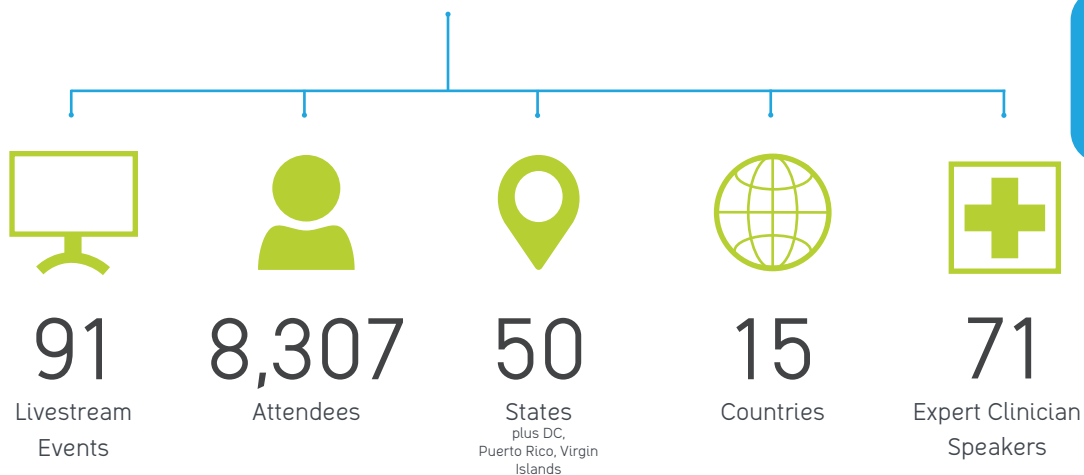 91
Livestream
Events
8,307
Attendees
50
States
plus DC,
Puerto Rico, Virgin
Islands
15
Countries
71
Expert Clinician
Speakers